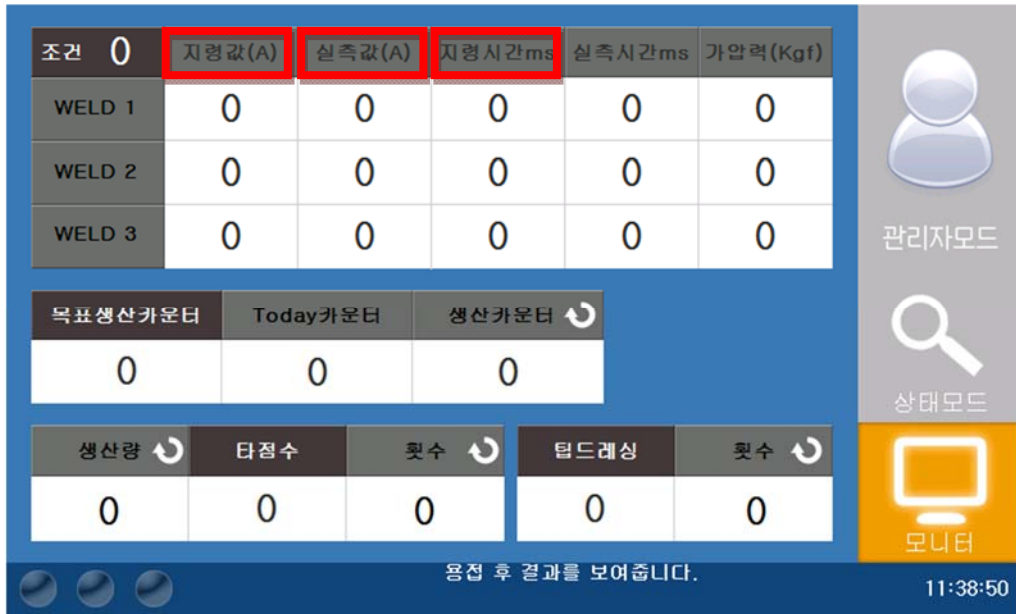 조건 0 지령값(A) 실측값(A) 지령시간ms 실측시간ms 가압력(Kgf)
WELD 1 0 0 0 0 0
WELD 2 0 0 0 0 0
WELD 3 0 0 0 0 0
관리자모드
목표생산카운터 Today카운터 생산카운터
0 0 0
상태모드
생산량 타점수 횟수 팁드레싱 횟수
0 0 0 0 0
모니터
용접 후 결과를 보여줍니다.
11:38:50